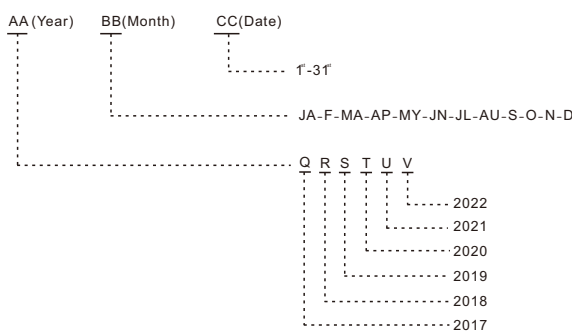 AA (Year) BB(Month) CC(Date)
1st-31st
JA-F-MA-AP-MY-JN-JL-AU-S-O-N-D
Q R S T U V
2022
2021
2020
2019
2018
2017